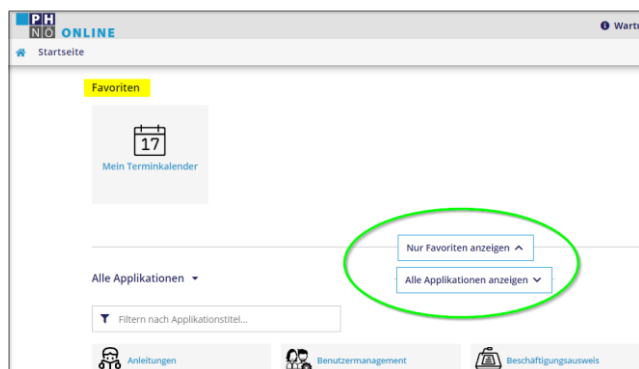 PH
NÖ ONLINE
Startseite
Favoriten
17
Mein Terminkalender
Nur Favoriten anzeigen
Alle Applikationen
Alle Applikationen anzeigen
Filtern nach Applikationstitel...
Anleitungen
Benutzermanagement
Beschäftigungsausweis